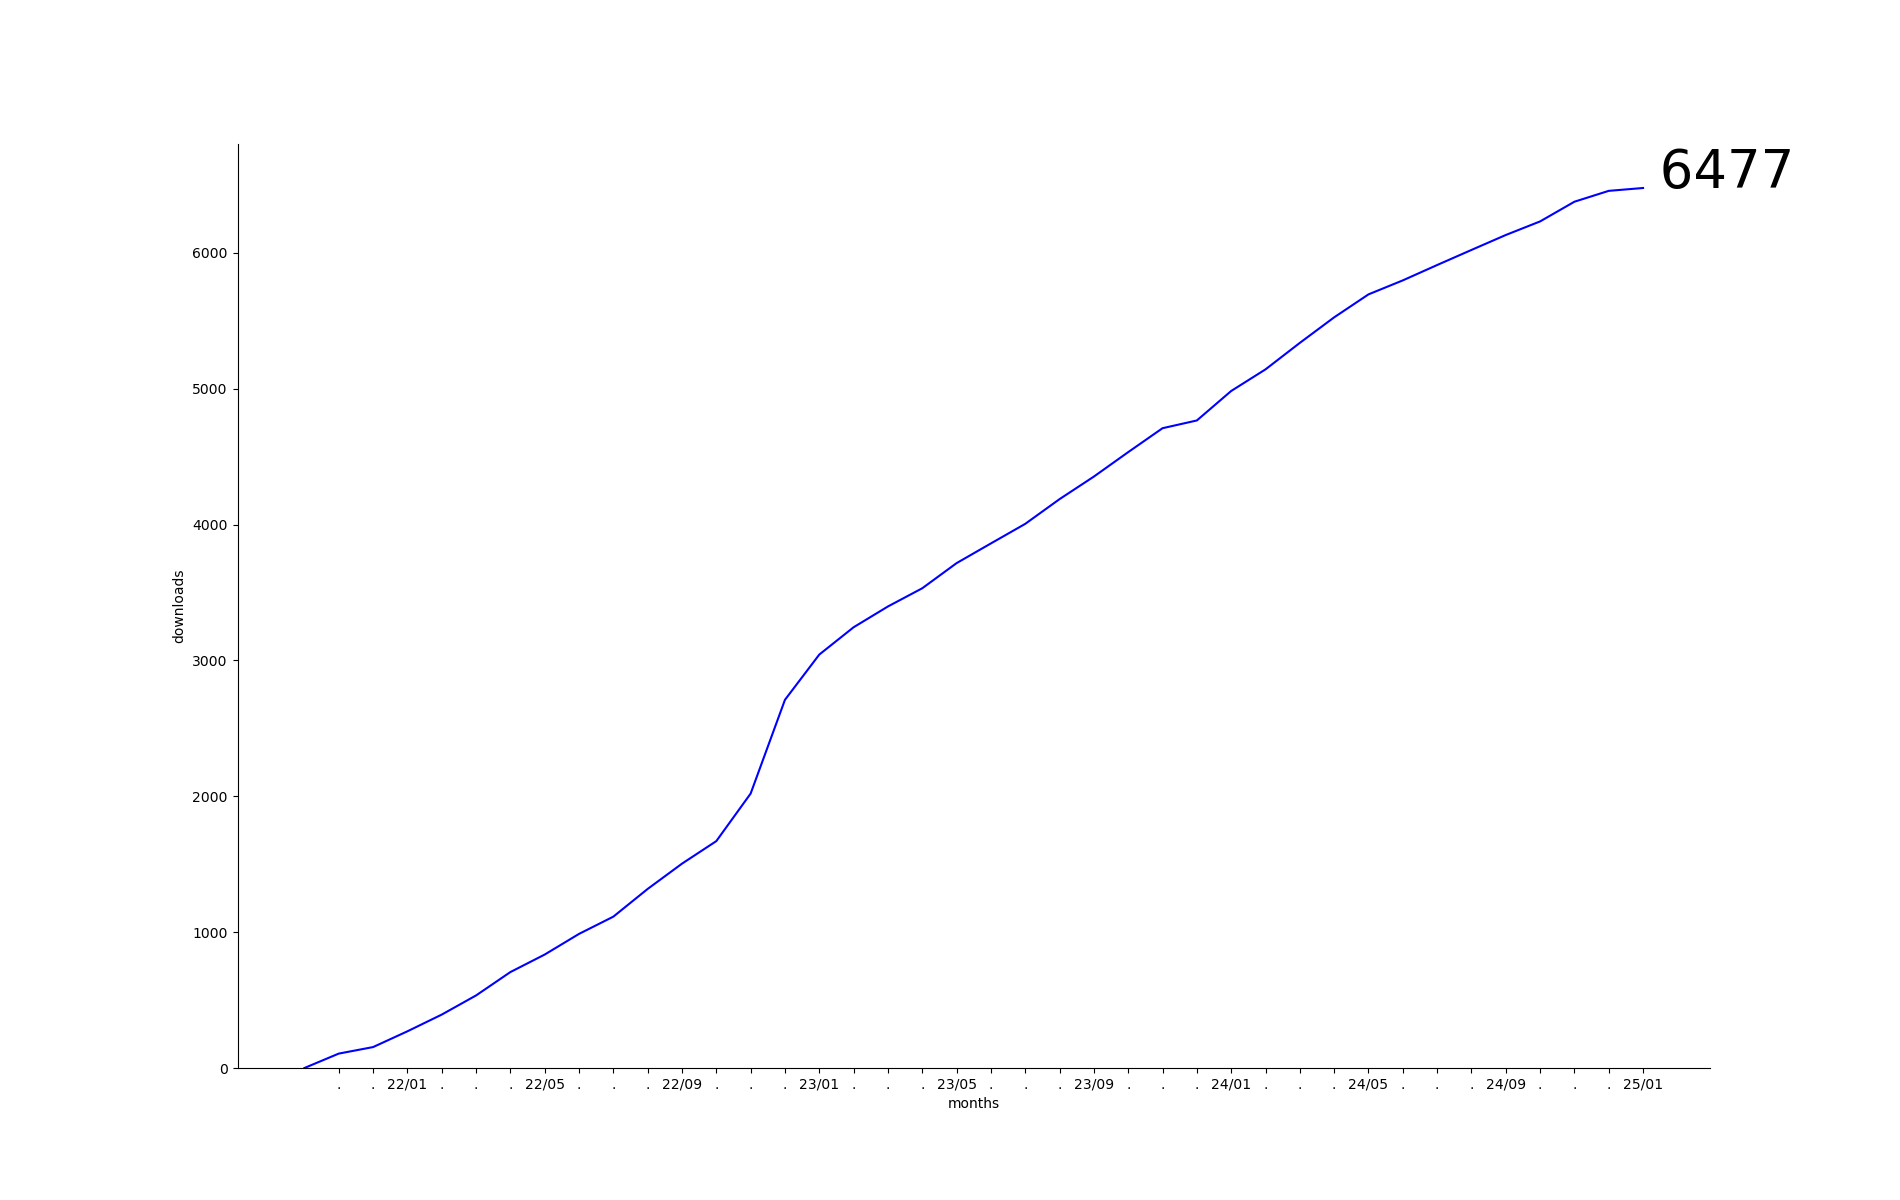 6477
6000
5000
4000
3000
2000
1000
0
downloads
. . 22/01 . . . 22/05 . . . 22/09 . . . 23/01 . . . 23/05 . . . 23/09 . . . 24/01 . . . 24/05 . . . 24/09 . . . 25/01
months